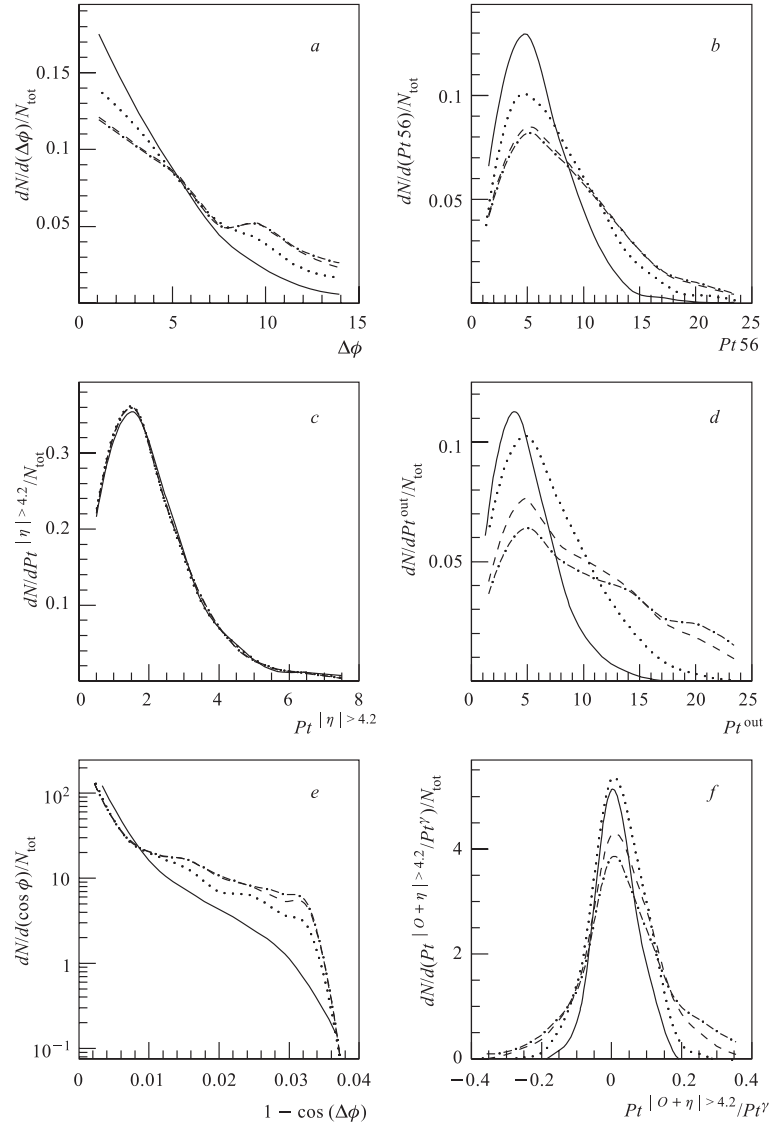 a
dN/d(Δϕ)/N_tot
0.15
0.1
0.05
0 5 10 15
Δϕ
b
dN/d(Pt 56)/N_tot
0.1
0.05
0 5 10 15 20 25
Pt 56
c
dN/dPt^|η|>4.2/N_tot
0.3
0.2
0.1
0 2 4 6 8
Pt^|η|>4.2
d
dN/dPt^out/N_tot
0.1
0.05
0 5 10 15 20 25
Pt^out
e
dN/d(cos ϕ)/N_tot
10^2
10
1
10^−1
0 0.01 0.02 0.03 0.04
1 − cos (Δϕ)
f
dN/d(Pt^|O+η|>4.2/Pt^γ)/N_tot
4
2
0
−0.4 −0.2 0 0.2 0.4
Pt^|O+η|>4.2/Pt^γ